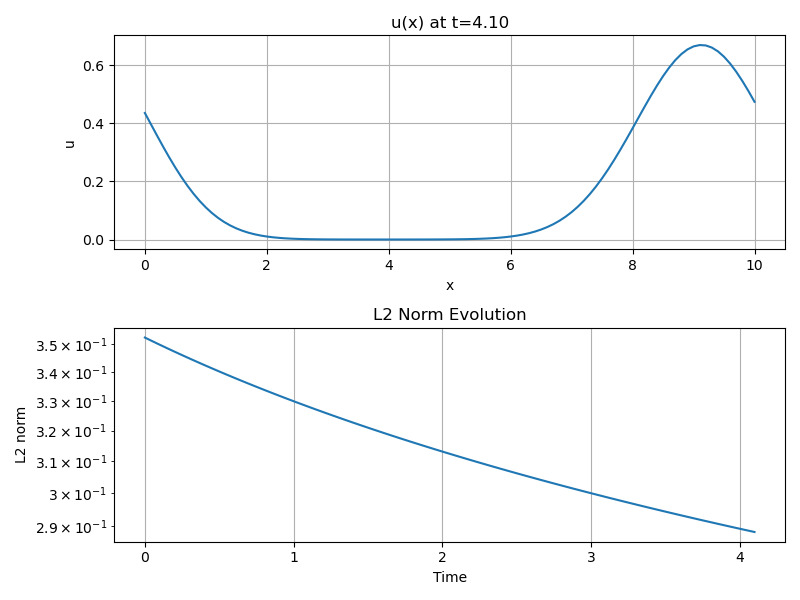 u(x) at t=4.10
0.6
0.4
0.2
0.0
u
0 2 4 6 8 10
x
L2 Norm Evolution
3.5 × 10⁻¹
3.4 × 10⁻¹
3.3 × 10⁻¹
3.2 × 10⁻¹
3.1 × 10⁻¹
3 × 10⁻¹
2.9 × 10⁻¹
L2 norm
0 1 2 3 4
Time